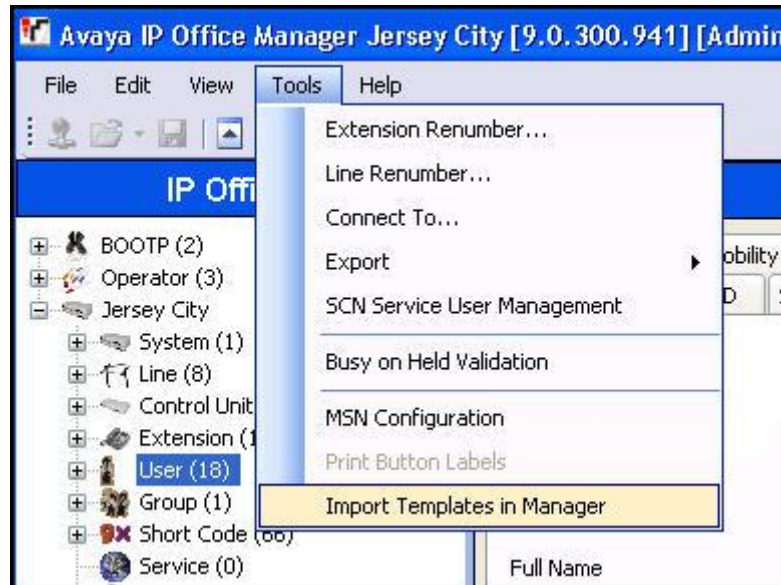 Avaya IP Office Manager Jersey City [9.0.300.941] [Admin
File Edit View Tools Help
Extension Renumber...
Line Renumber...
Connect To...
Export
SCN Service User Management
Busy on Held Validation
MSN Configuration
Print Button Labels
Import Templates in Manager
IP Offi
BOOTP (2)
Operator (3)
Jersey City
System (1)
Line (8)
Control Unit
Extension (1
User (18)
Group (1)
Short Code (66)
Service (0)
obility
D
Full Name